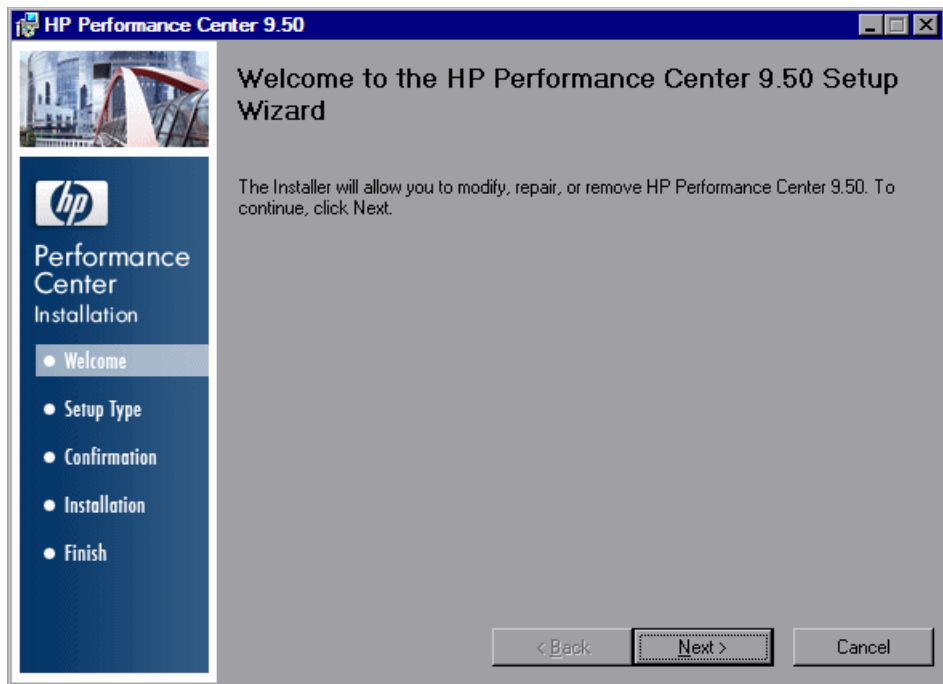 HP Performance Center 9.50
Welcome to the HP Performance Center 9.50 Setup
Wizard
The Installer will allow you to modify, repair, or remove HP Performance Center 9.50. To
continue, click Next.
hp
Performance
Center
Installation
Welcome
Setup Type
Confirmation
Installation
Finish
< Back
Next >
Cancel